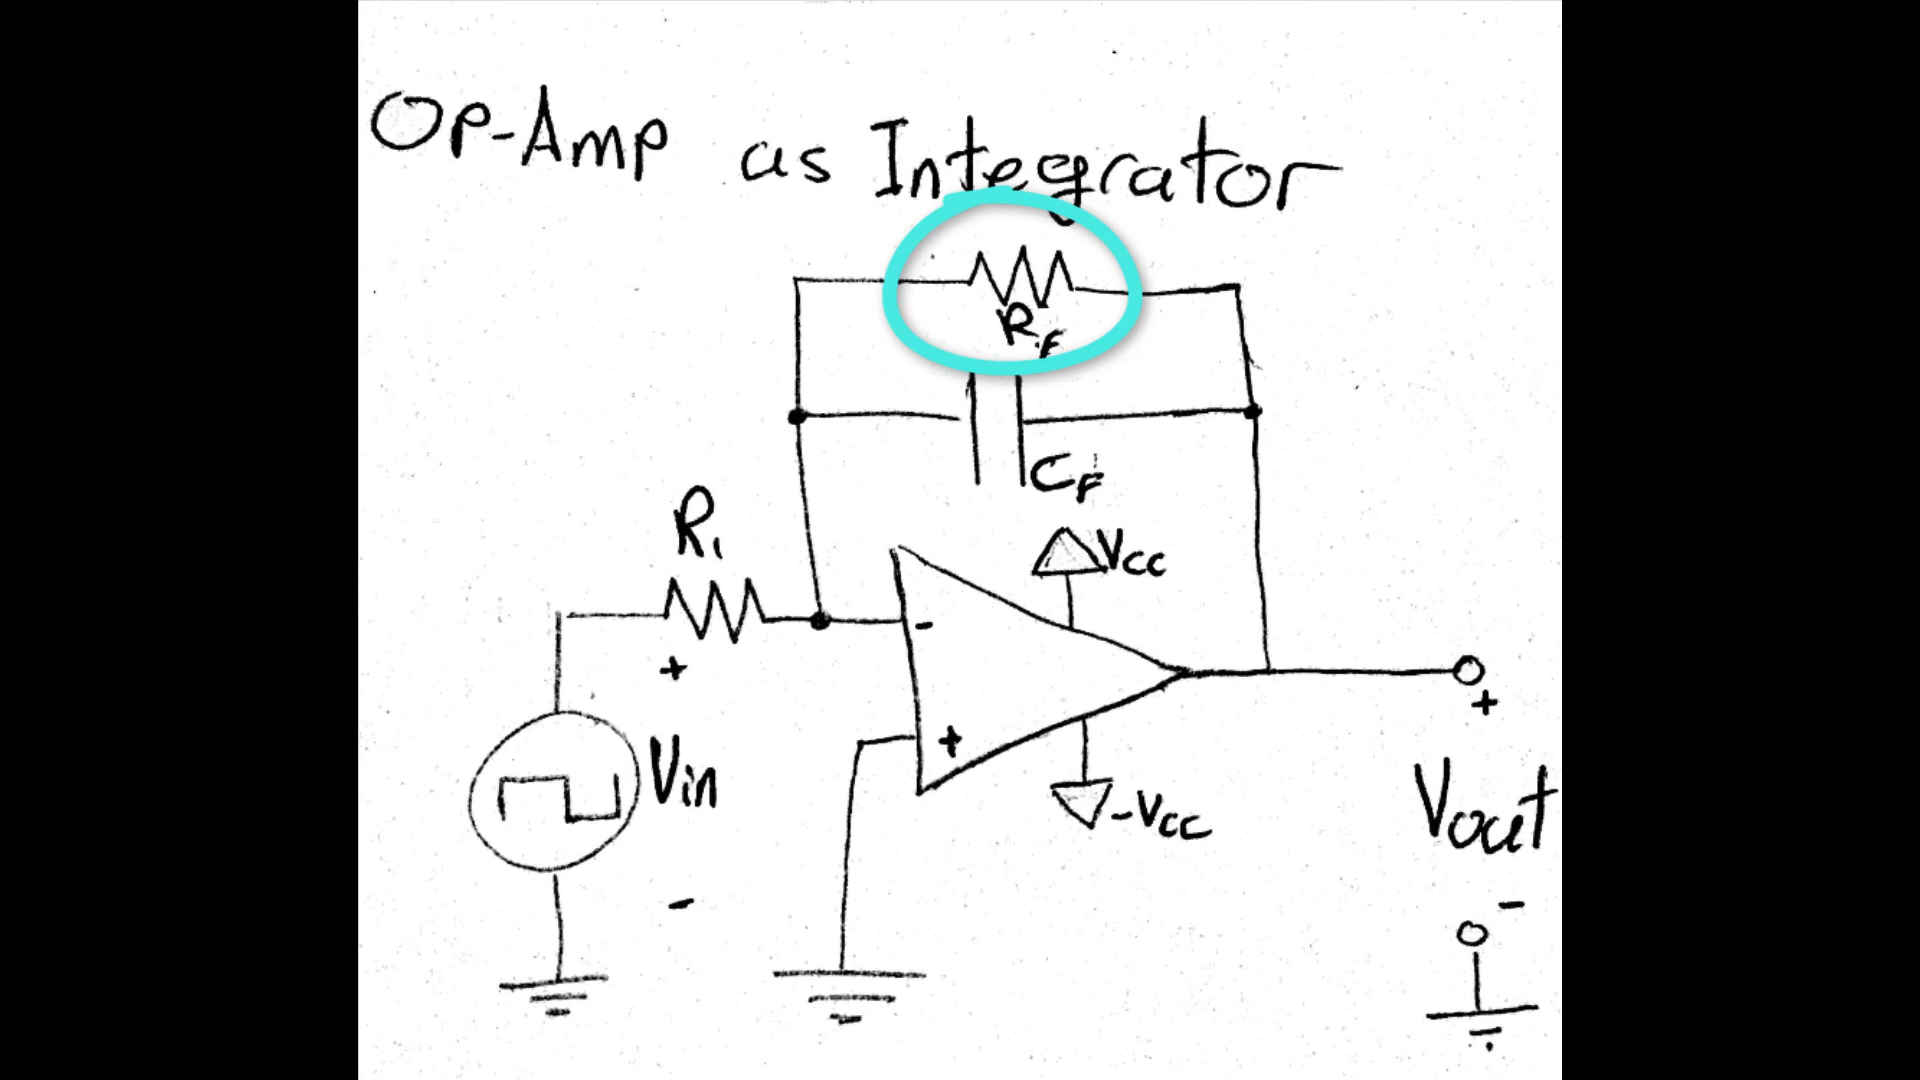 Op-Amp as Integrator
RF
CF
R1
Vcc
-
+
Vin
+
+
-Vcc
Vout
-
-